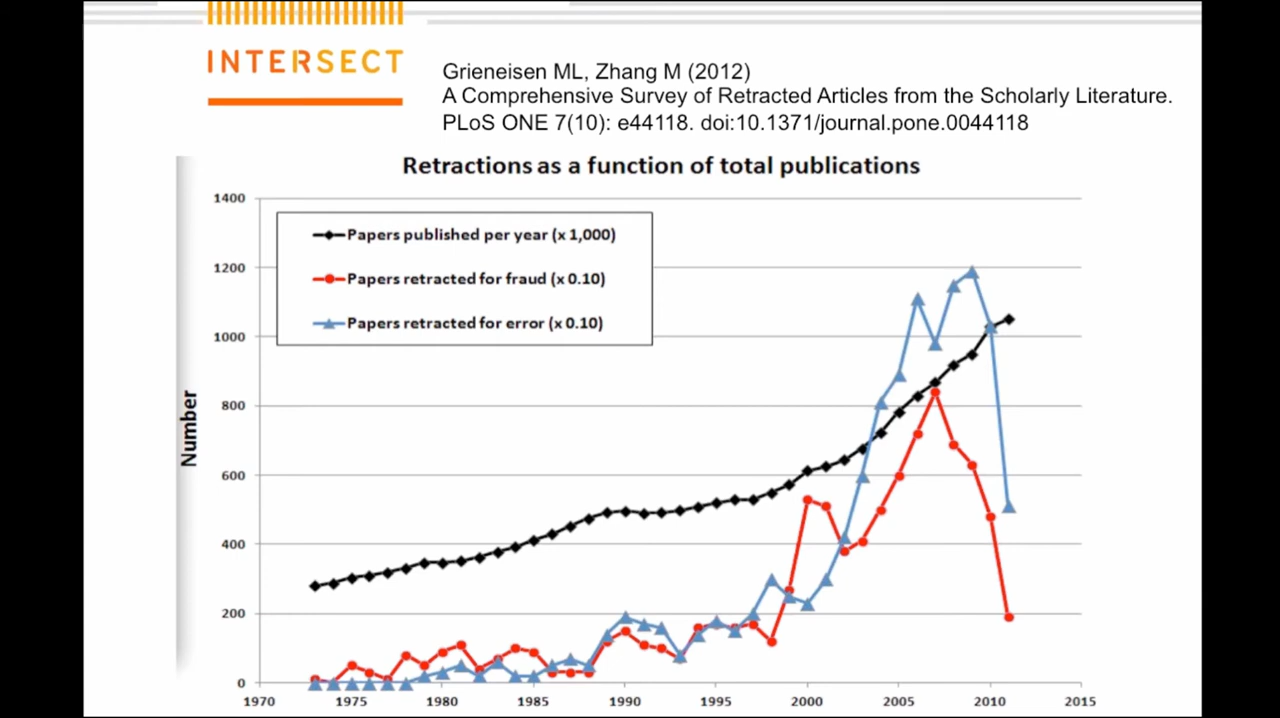 INTERSECT
Grieneisen ML, Zhang M (2012)
A Comprehensive Survey of Retracted Articles from the Scholarly Literature.
PLoS ONE 7(10): e44118. doi:10.1371/journal.pone.0044118
Retractions as a function of total publications
1400
1200
1000
800
600
400
200
0
Number
Papers published per year (x 1,000)
Papers retracted for fraud (x 0.10)
Papers retracted for error (x 0.10)
1970 1975 1980 1985 1990 1995 2000 2005 2010 2015